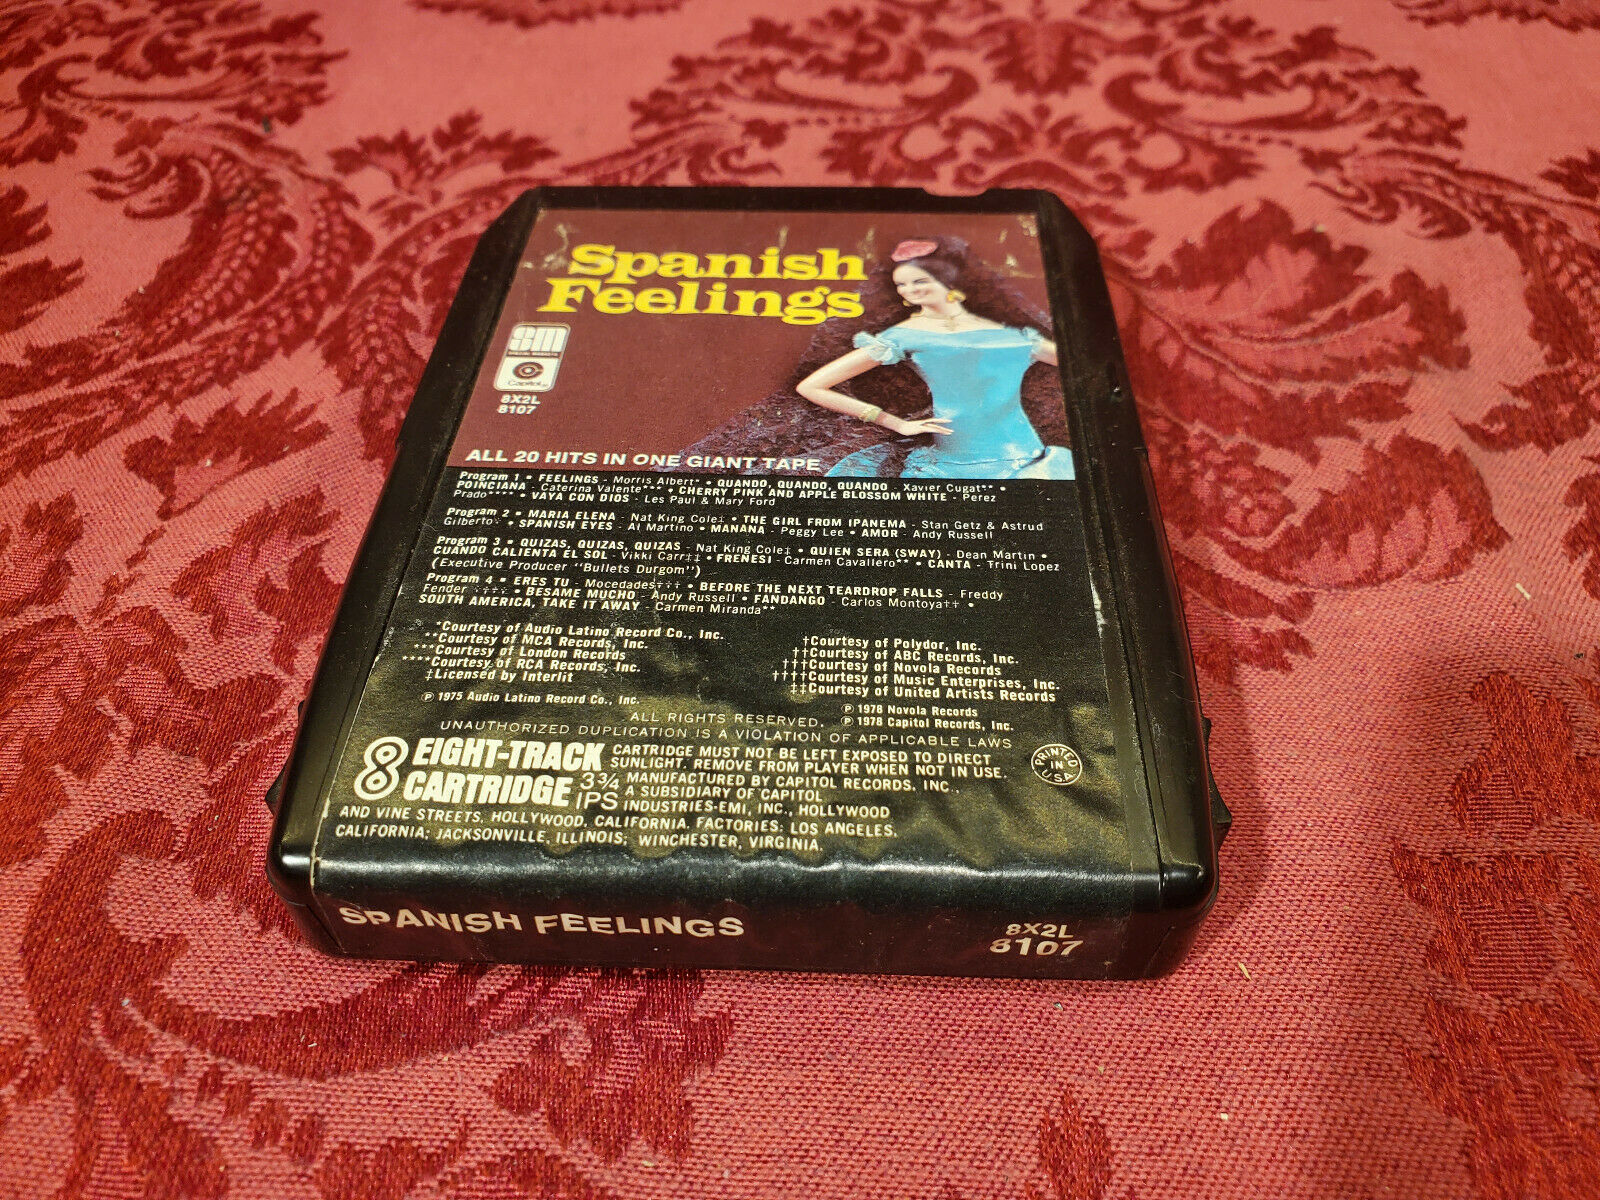 Spanish
Feelings
SM
SPECIAL MARKETS
Capitol
8X2L
8107
ALL 20 HITS IN ONE GIANT TAPE
Program 1 • FEELINGS - Morris Albert* • QUANDO, QUANDO, QUANDO - Xavier Cugat** •
POINCIANA - Caterina Valente*** • CHERRY PINK AND APPLE BLOSSOM WHITE - Perez
Prado**** • VAYA CON DIOS - Les Paul & Mary Ford
Program 2 • MARIA ELENA - Nat King Cole‡ • THE GIRL FROM IPANEMA - Stan Getz & Astrud
Gilberto† • SPANISH EYES - Al Martino • MANANA - Peggy Lee • AMOR - Andy Russell
Program 3 • QUIZAS, QUIZAS, QUIZAS - Nat King Cole‡ • QUIEN SERA (SWAY) - Dean Martin •
CUANDO CALIENTA EL SOL - Vikki Carr‡‡ • FRENESI - Carmen Cavallero** • CANTA - Trini Lopez
(Executive Producer "Bullets Durgom")
Program 4 • ERES TU - Mocedades††† • BEFORE THE NEXT TEARDROP FALLS - Freddy
Fender †††† • BESAME MUCHO - Andy Russell • FANDANGO - Carlos Montoya†† •
SOUTH AMERICA, TAKE IT AWAY - Carmen Miranda**
*Courtesy of Audio Latino Record Co., Inc.
**Courtesy of MCA Records, Inc.
***Courtesy of London Records
****Courtesy of RCA Records, Inc.
‡Licensed by Interlit
℗ 1975 Audio Latino Record Co., Inc.
†Courtesy of Polydor, Inc.
††Courtesy of ABC Records, Inc.
†††Courtesy of Novola Records
††††Courtesy of Music Enterprises, Inc.
‡‡Courtesy of United Artists Records
℗ 1978 Novola Records
℗ 1978 Capitol Records, Inc.
ALL RIGHTS RESERVED.
UNAUTHORIZED DUPLICATION IS A VIOLATION OF APPLICABLE LAWS
8 EIGHT-TRACK
CARTRIDGE 3¾ IPS
CARTRIDGE MUST NOT BE LEFT EXPOSED TO DIRECT
SUNLIGHT. REMOVE FROM PLAYER WHEN NOT IN USE.
MANUFACTURED BY CAPITOL RECORDS, INC.,
A SUBSIDIARY OF CAPITOL
INDUSTRIES-EMI, INC., HOLLYWOOD
AND VINE STREETS, HOLLYWOOD, CALIFORNIA. FACTORIES: LOS ANGELES,
CALIFORNIA; JACKSONVILLE, ILLINOIS; WINCHESTER, VIRGINIA.
PRINTED IN U.S.A.
SPANISH FEELINGS
8X2L
8107